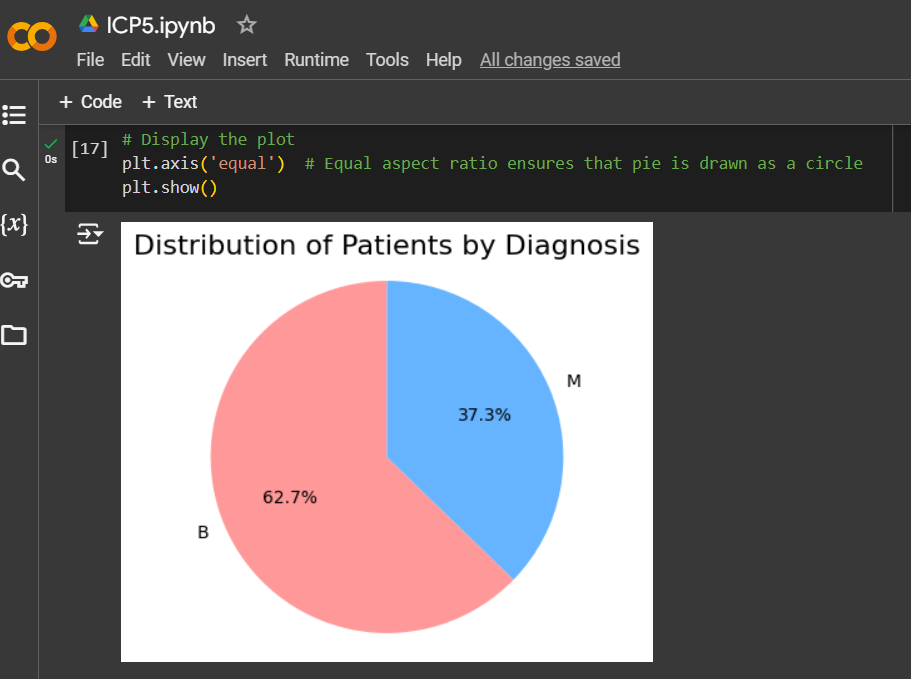 ICP5.ipynb
File Edit View Insert Runtime Tools Help All changes saved
+ Code + Text
0s
[17]
# Display the plot
plt.axis('equal')  # Equal aspect ratio ensures that pie is drawn as a circle
plt.show()
{x}
Distribution of Patients by Diagnosis
M
37.3%
62.7%
B